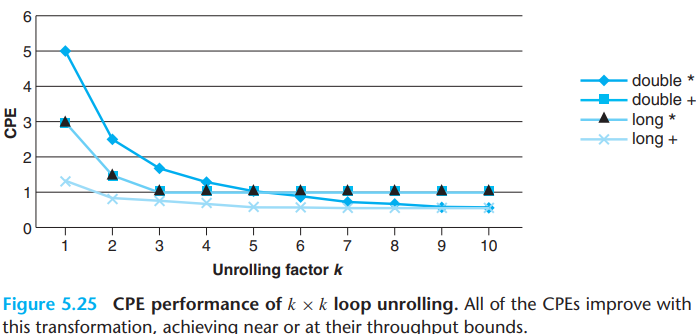 6
5
4
3
2
1
0
CPE
1 2 3 4 5 6 7 8 9 10
Unrolling factor k
double *
double +
long *
long +
Figure 5.25 CPE performance of k × k loop unrolling. All of the CPEs improve with
this transformation, achieving near or at their throughput bounds.